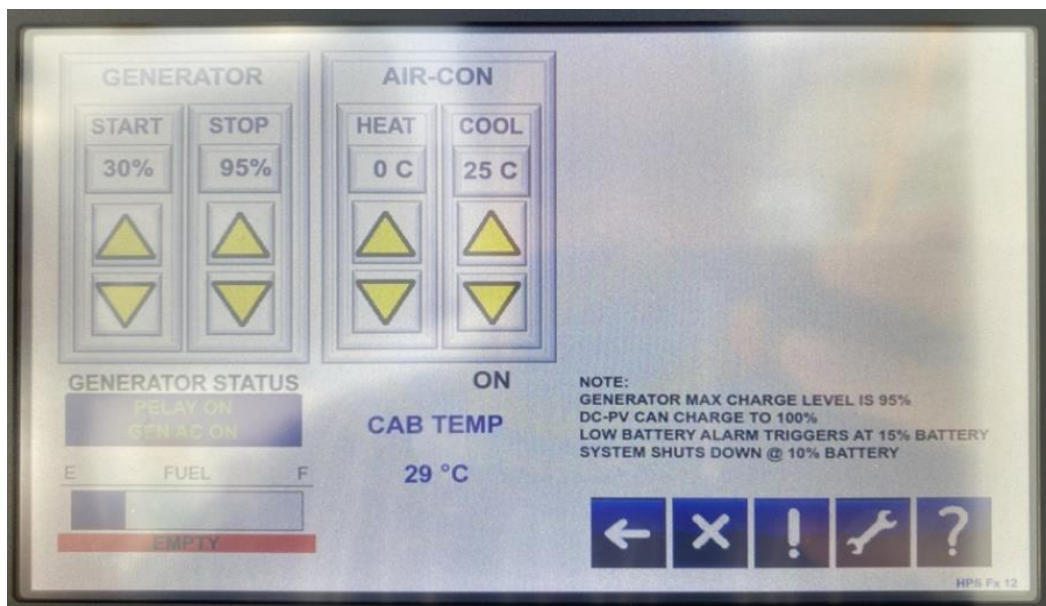 GENERATOR
START STOP
30% 95%
AIR-CON
HEAT COOL
0 C 25 C
GENERATOR STATUS
RELAY ON
GEN AC ON
E FUEL F
EMPTY
ON
CAB TEMP
29 °C
NOTE:
GENERATOR MAX CHARGE LEVEL IS 95%
DC-PV CAN CHARGE TO 100%
LOW BATTERY ALARM TRIGGERS AT 15% BATTERY
SYSTEM SHUTS DOWN @ 10% BATTERY
HPS Fx 12